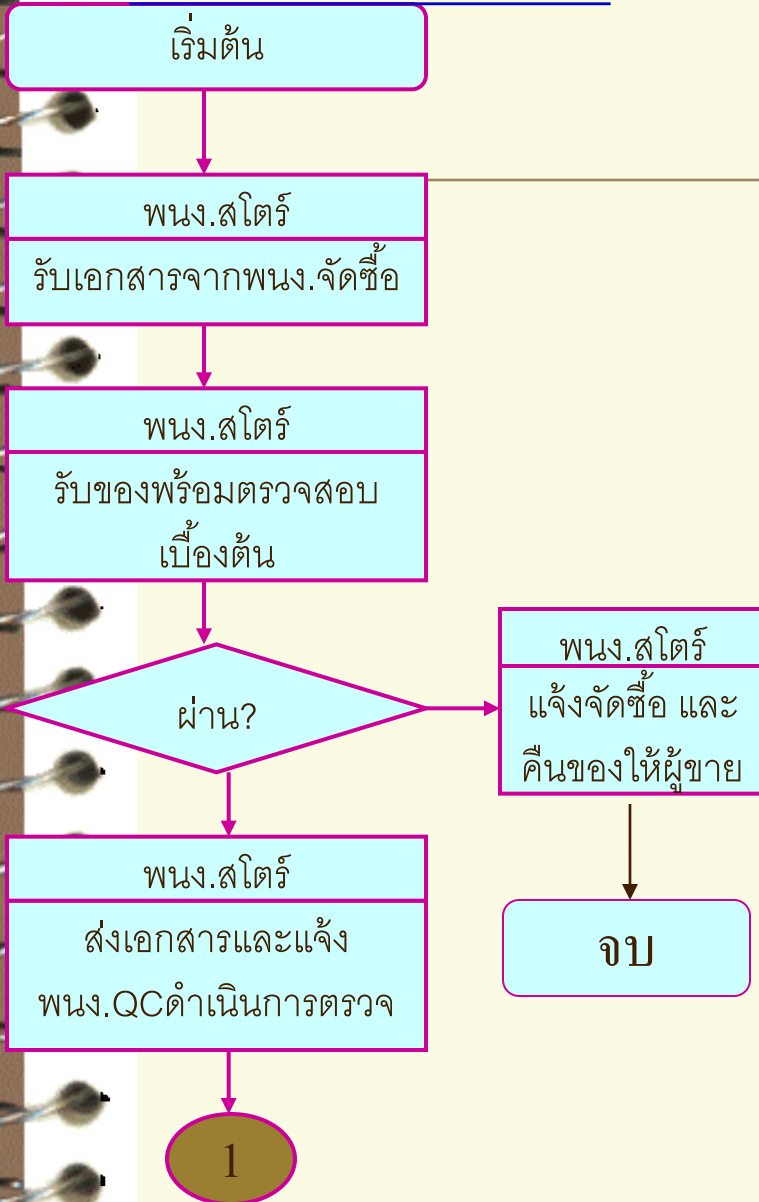 เริ่มต้น
พนง.สโตร์
รับเอกสารจากพนง.จัดซื้อ
พนง.สโตร์
รับของพร้อมตรวจสอบ
เบื้องต้น
ผ่าน?
พนง.สโตร์
แจ้งจัดซื้อ และ
คืนของให้ผู้ขาย
พนง.สโตร์
ส่งเอกสารและแจ้ง
พนง.QCดำเนินการตรวจ
จบ
1